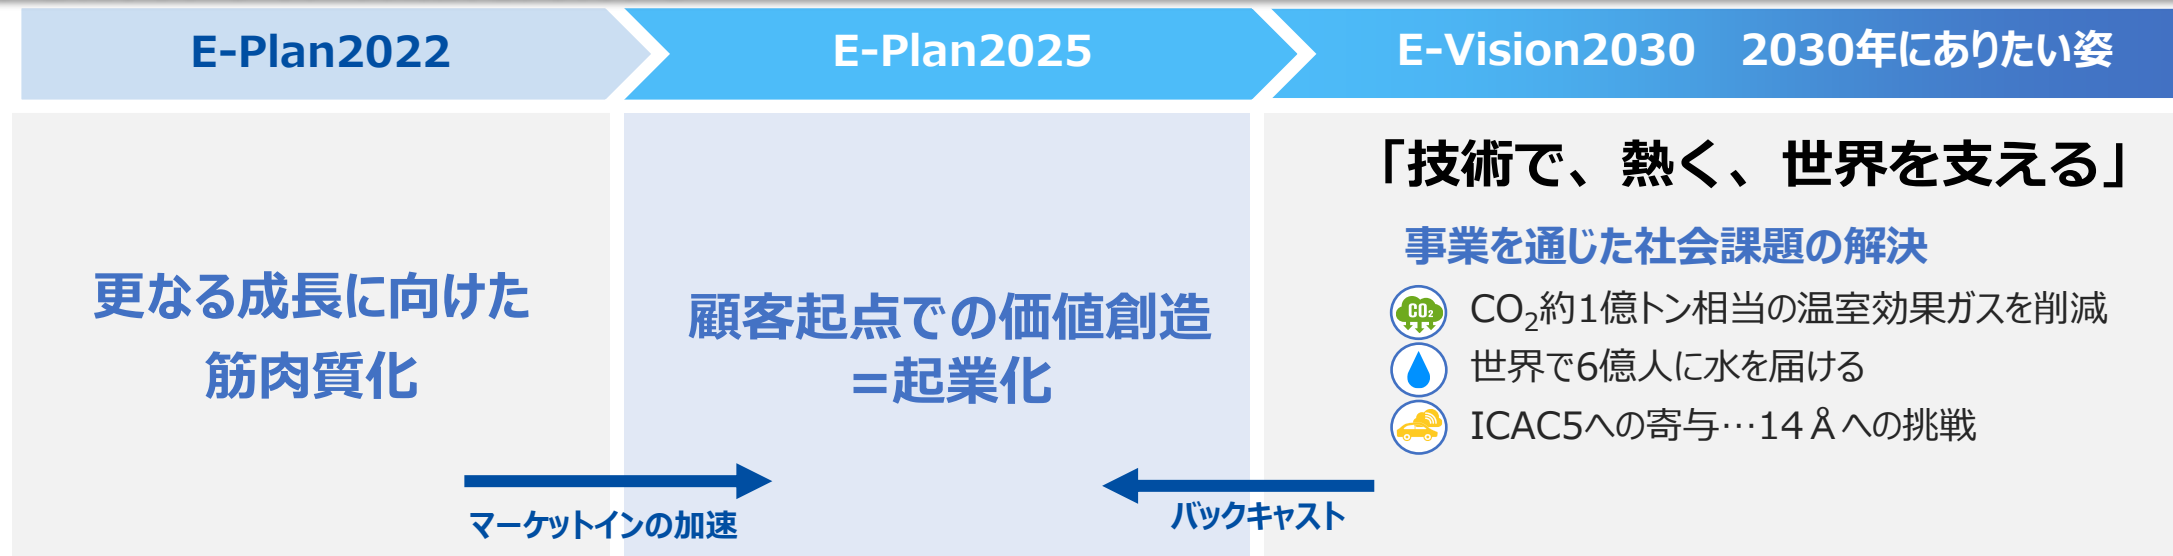 E-Plan2022
E-Plan2025
E-Vision2030 2030年にありたい姿
更なる成長に向けた
筋肉質化
顧客起点での価値創造
=起業化
「技術で、熱く、世界を支える」
事業を通じた社会課題の解決
CO₂
CO₂約1億トン相当の温室効果ガスを削減
世界で6億人に水を届ける
ICAC5への寄与…14Åへの挑戦
マーケットインの加速
バックキャスト